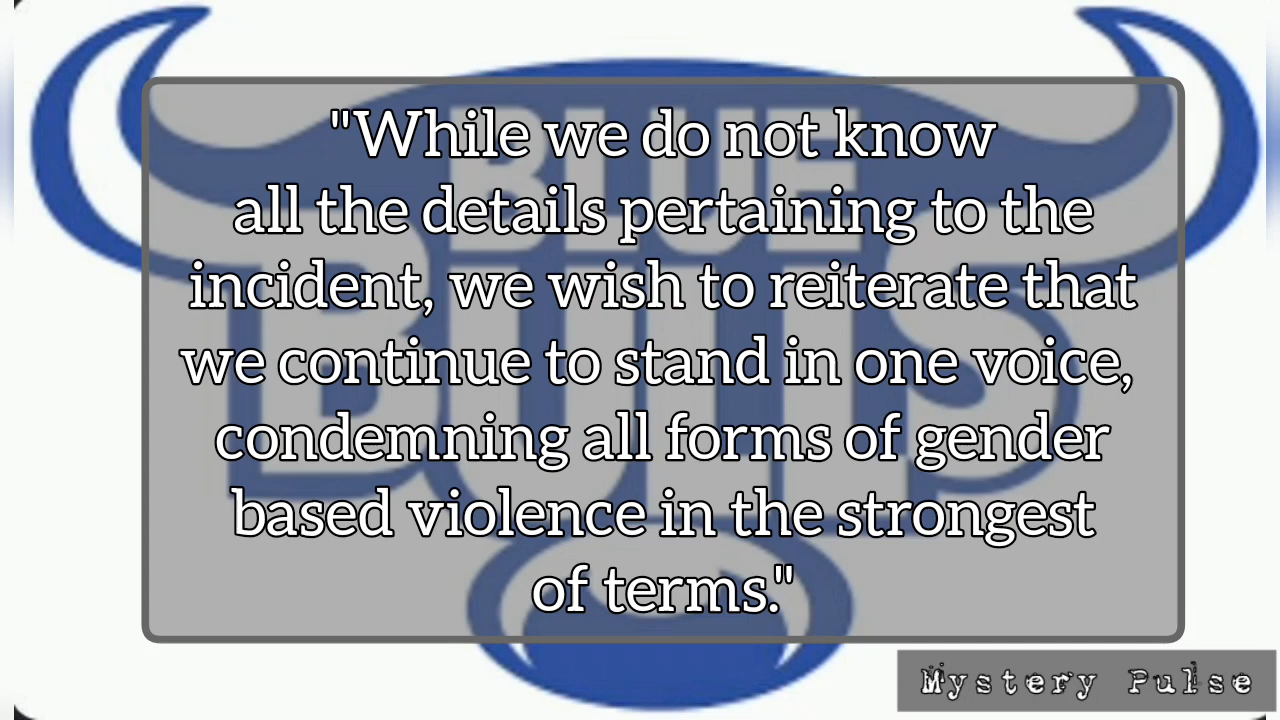 "While we do not know
all the details pertaining to the
incident, we wish to reiterate that
we continue to stand in one voice,
condemning all forms of gender
based violence in the strongest
of terms."
BLUE
BULLS
Mystery Pulse